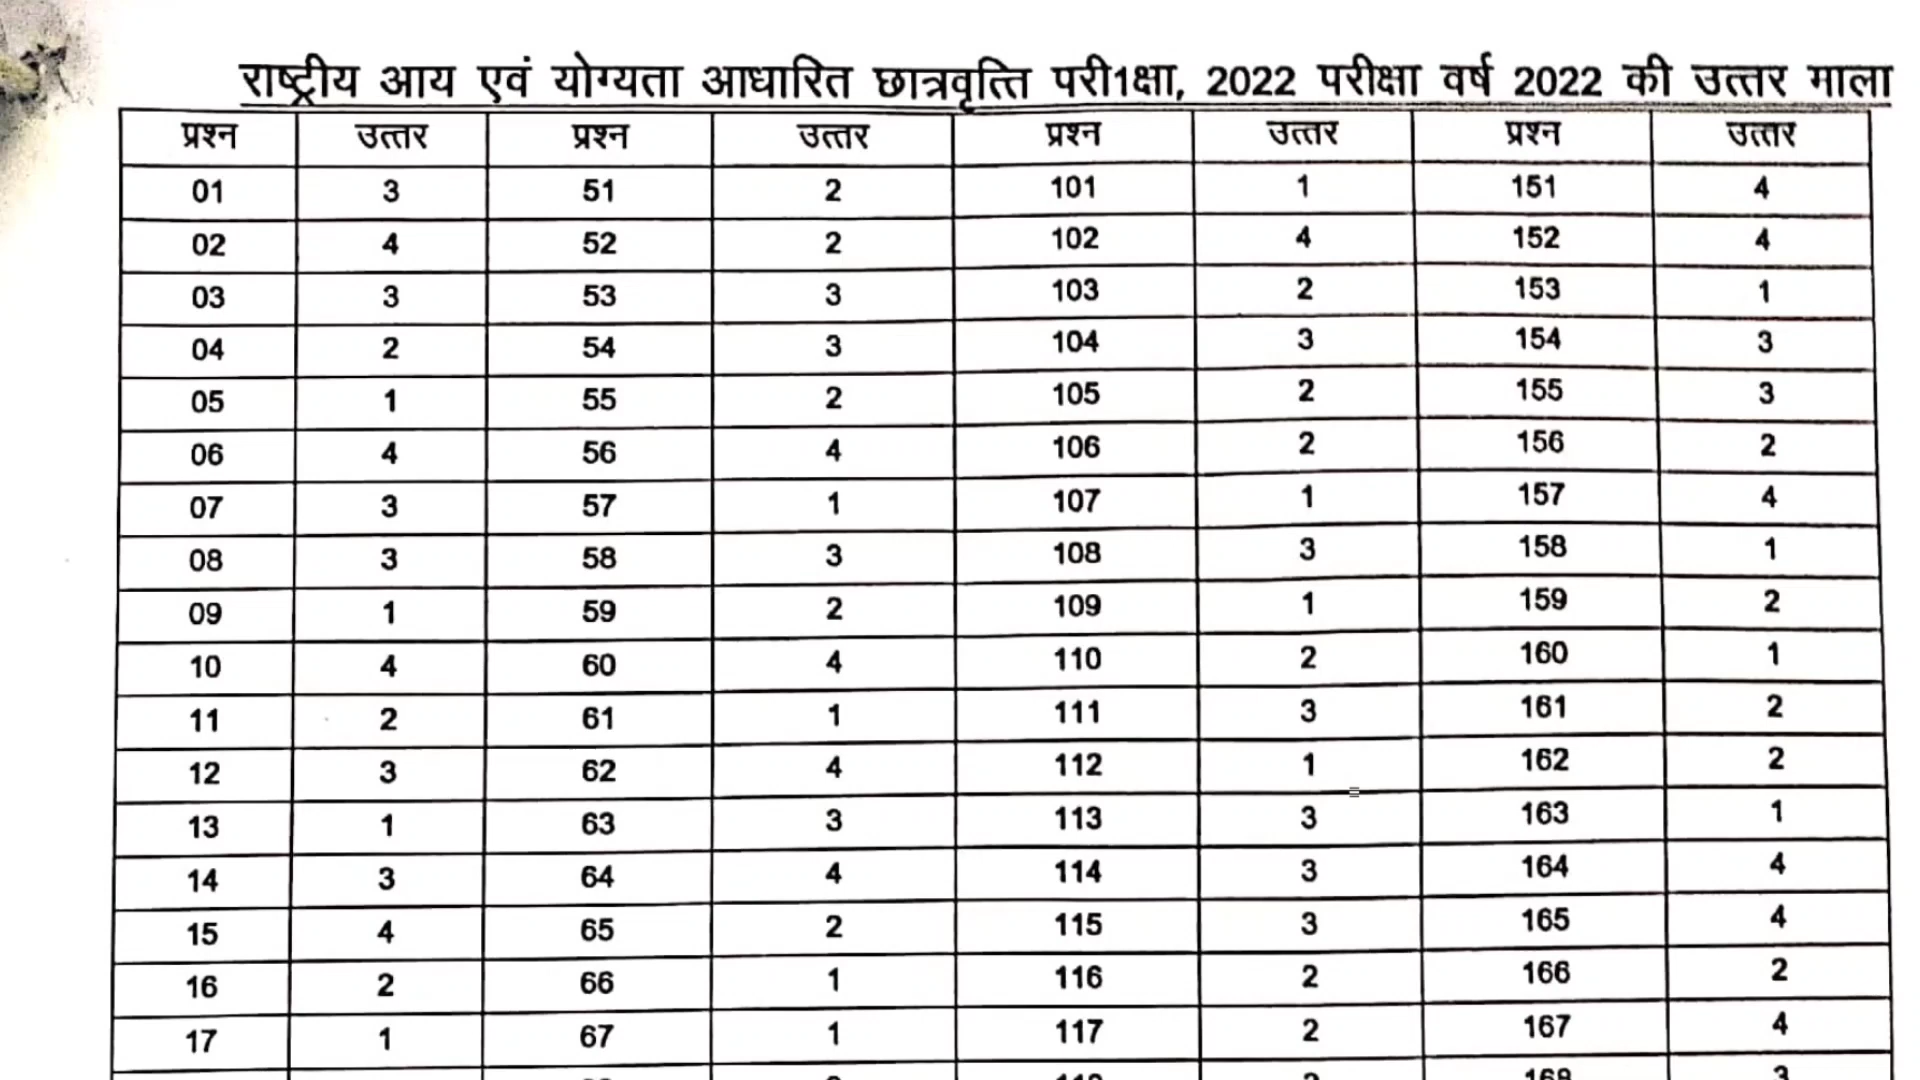 राष्ट्रीय आय एवं योग्यता आधारित छात्रवृत्ति परी1क्षा, 2022 परीक्षा वर्ष 2022 की उत्तर माला
प्रश्न उत्तर प्रश्न उत्तर प्रश्न उत्तर प्रश्न उत्तर
01 3 51 2 101 1 151 4
02 4 52 2 102 4 152 4
03 3 53 3 103 2 153 1
04 2 54 3 104 3 154 3
05 1 55 2 105 2 155 3
06 4 56 4 106 2 156 2
07 3 57 1 107 1 157 4
08 3 58 3 108 3 158 1
09 1 59 2 109 1 159 2
10 4 60 4 110 2 160 1
11 2 61 1 111 3 161 2
12 3 62 4 112 1 162 2
13 1 63 3 113 3 163 1
14 3 64 4 114 3 164 4
15 4 65 2 115 3 165 4
16 2 66 1 116 2 166 2
17 1 67 1 117 2 167 4